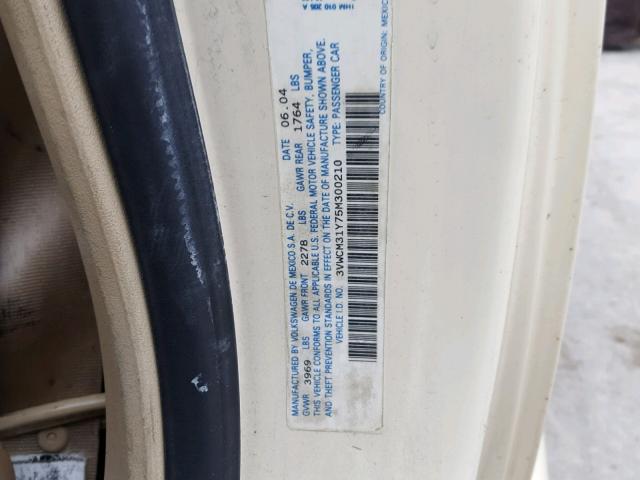 MANUFACTURED BY VOLKSWAGEN DE MEXICO S.A. DE C.V. DATE 06.04
GVWR 3969 LBS GAWR FRONT 2278 LBS GAWR REAR 1764 LBS
THIS VEHICLE CONFORMS TO ALL APPLICABLE U.S. FEDERAL MOTOR VEHICLE SAFETY, BUMPER,
AND THEFT PREVENTION STANDARDS IN EFFECT ON THE DATE OF MANUFACTURE SHOWN ABOVE.
VEHICLE I.D. NO. 3VWCM31Y75M300210 TYPE: PASSENGER CAR
COUNTRY OF ORIGIN: MEXICO